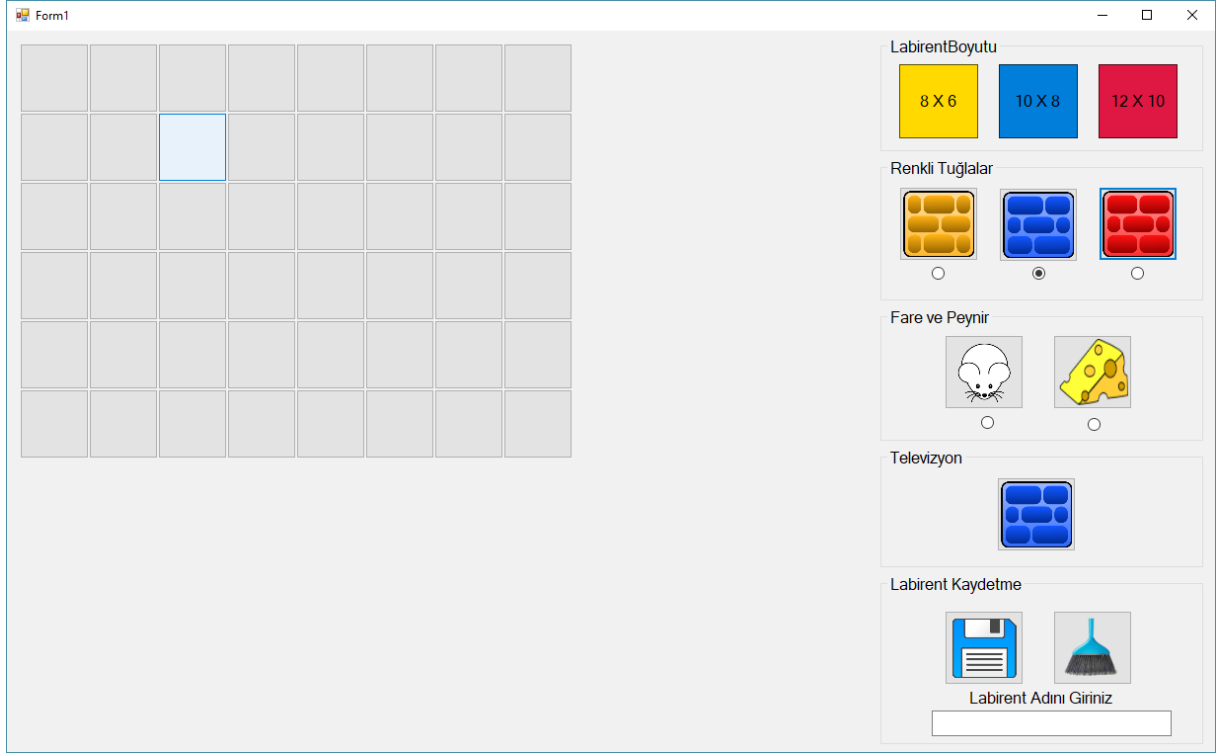 Form1
LabirentBoyutu
8 X 6
10 X 8
12 X 10
Renkli Tuğlalar
Fare ve Peynir
Televizyon
Labirent Kaydetme
Labirent Adını Giriniz